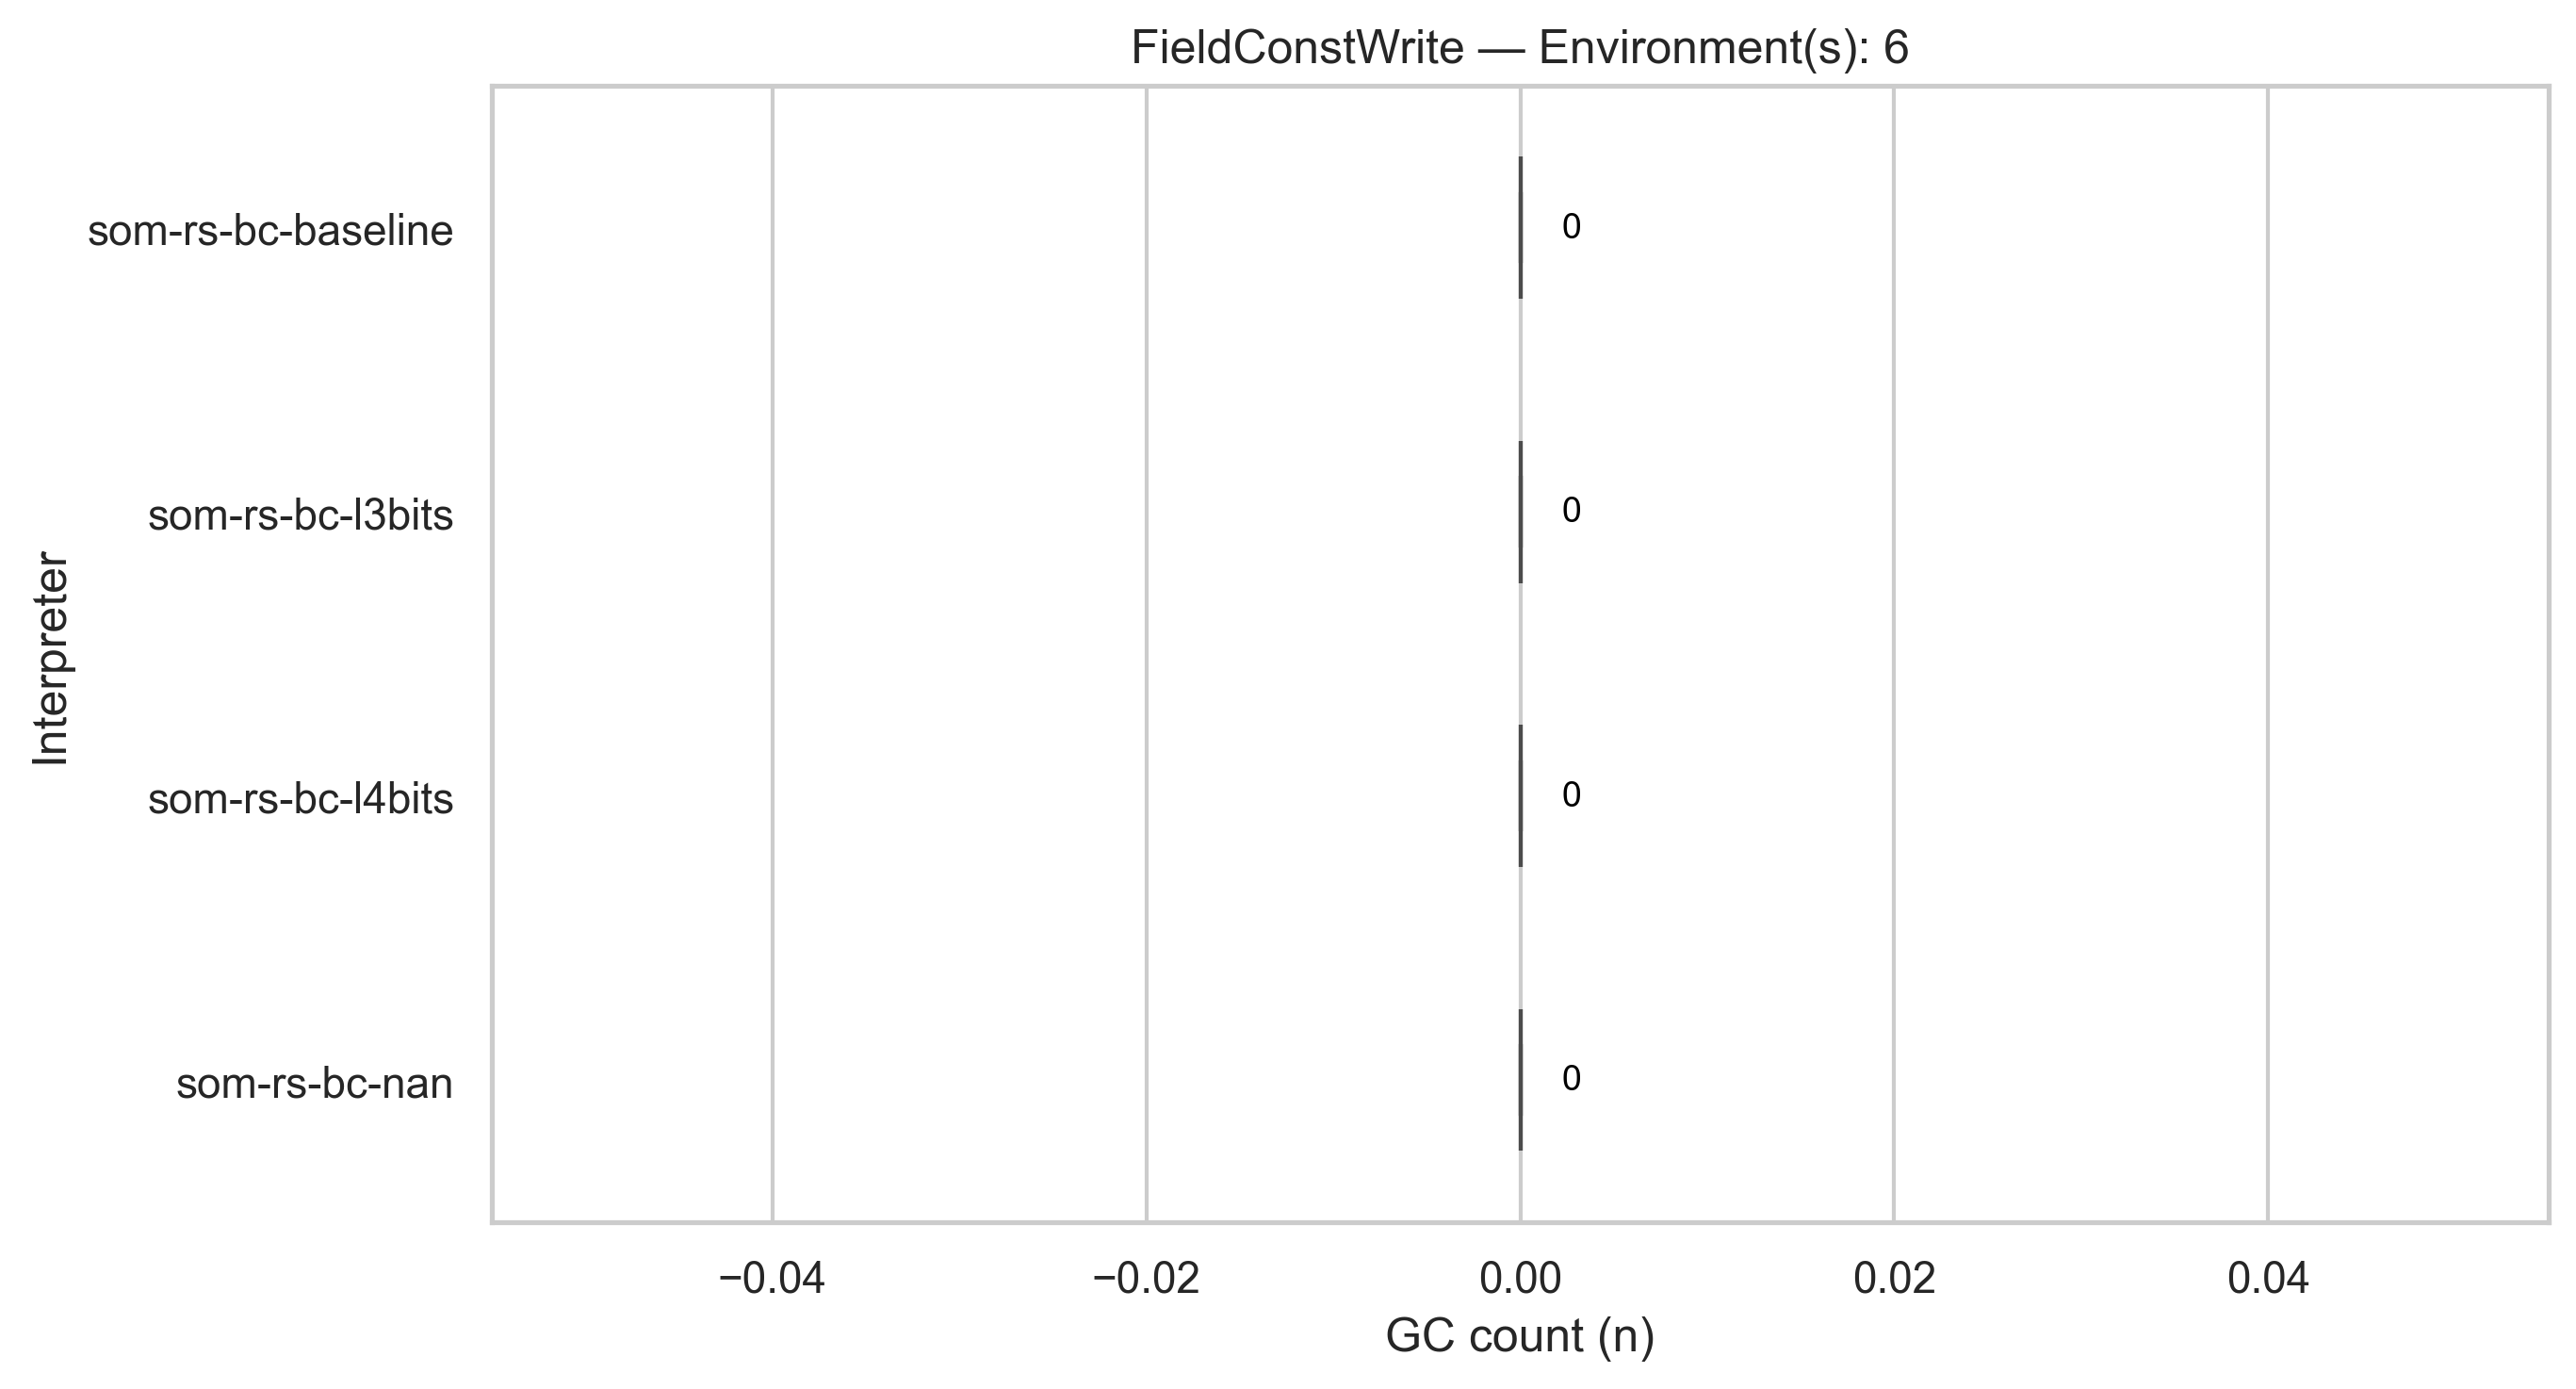 FieldConstWrite — Environment(s): 6
som-rs-bc-baseline
0
som-rs-bc-l3bits
0
som-rs-bc-l4bits
0
som-rs-bc-nan
0
Interpreter
−0.04
−0.02
0.00
0.02
0.04
GC count (n)